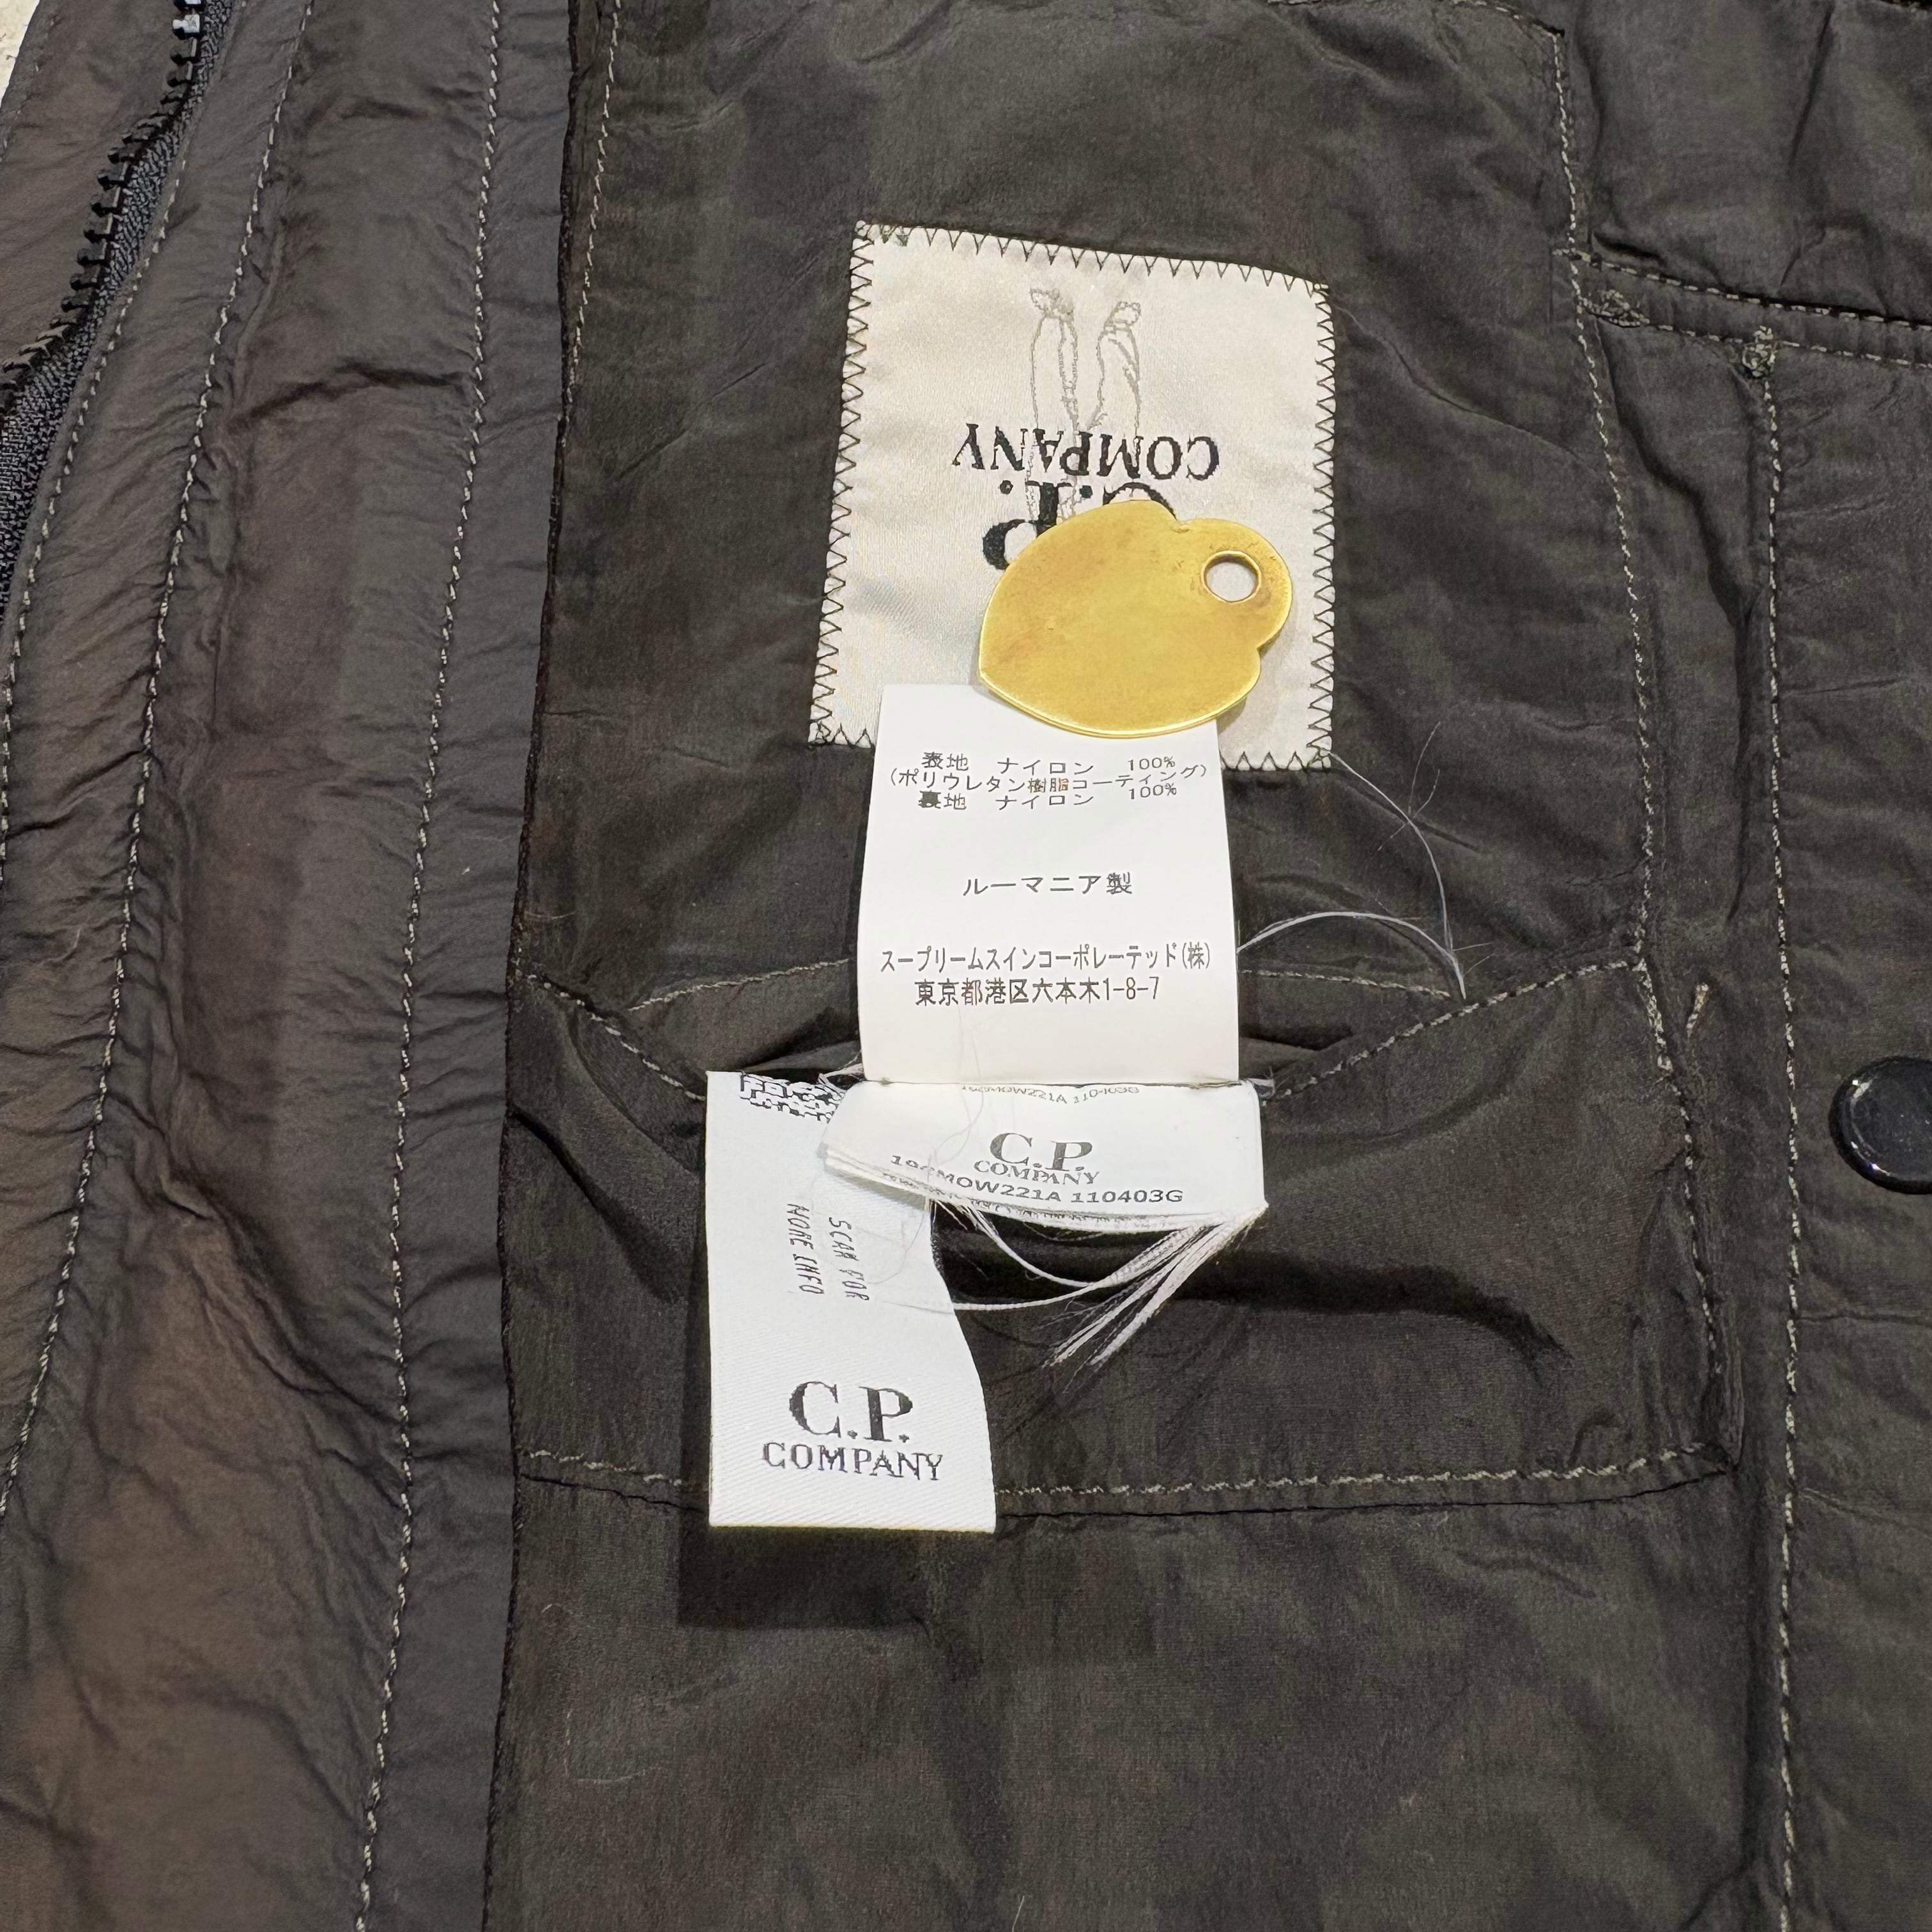 C.P.
COMPANY
表地 ナイロン 100%
(ポリウレタン樹脂コーティング)
裏地 ナイロン 100%
ルーマニア製
スープリームスインコーポレーテッド(株)
東京都港区六本木1-8-7
C.P.
COMPANY
19CMOW221A 110403G
SCAN FOR
MORE INFO
C.P.
COMPANY